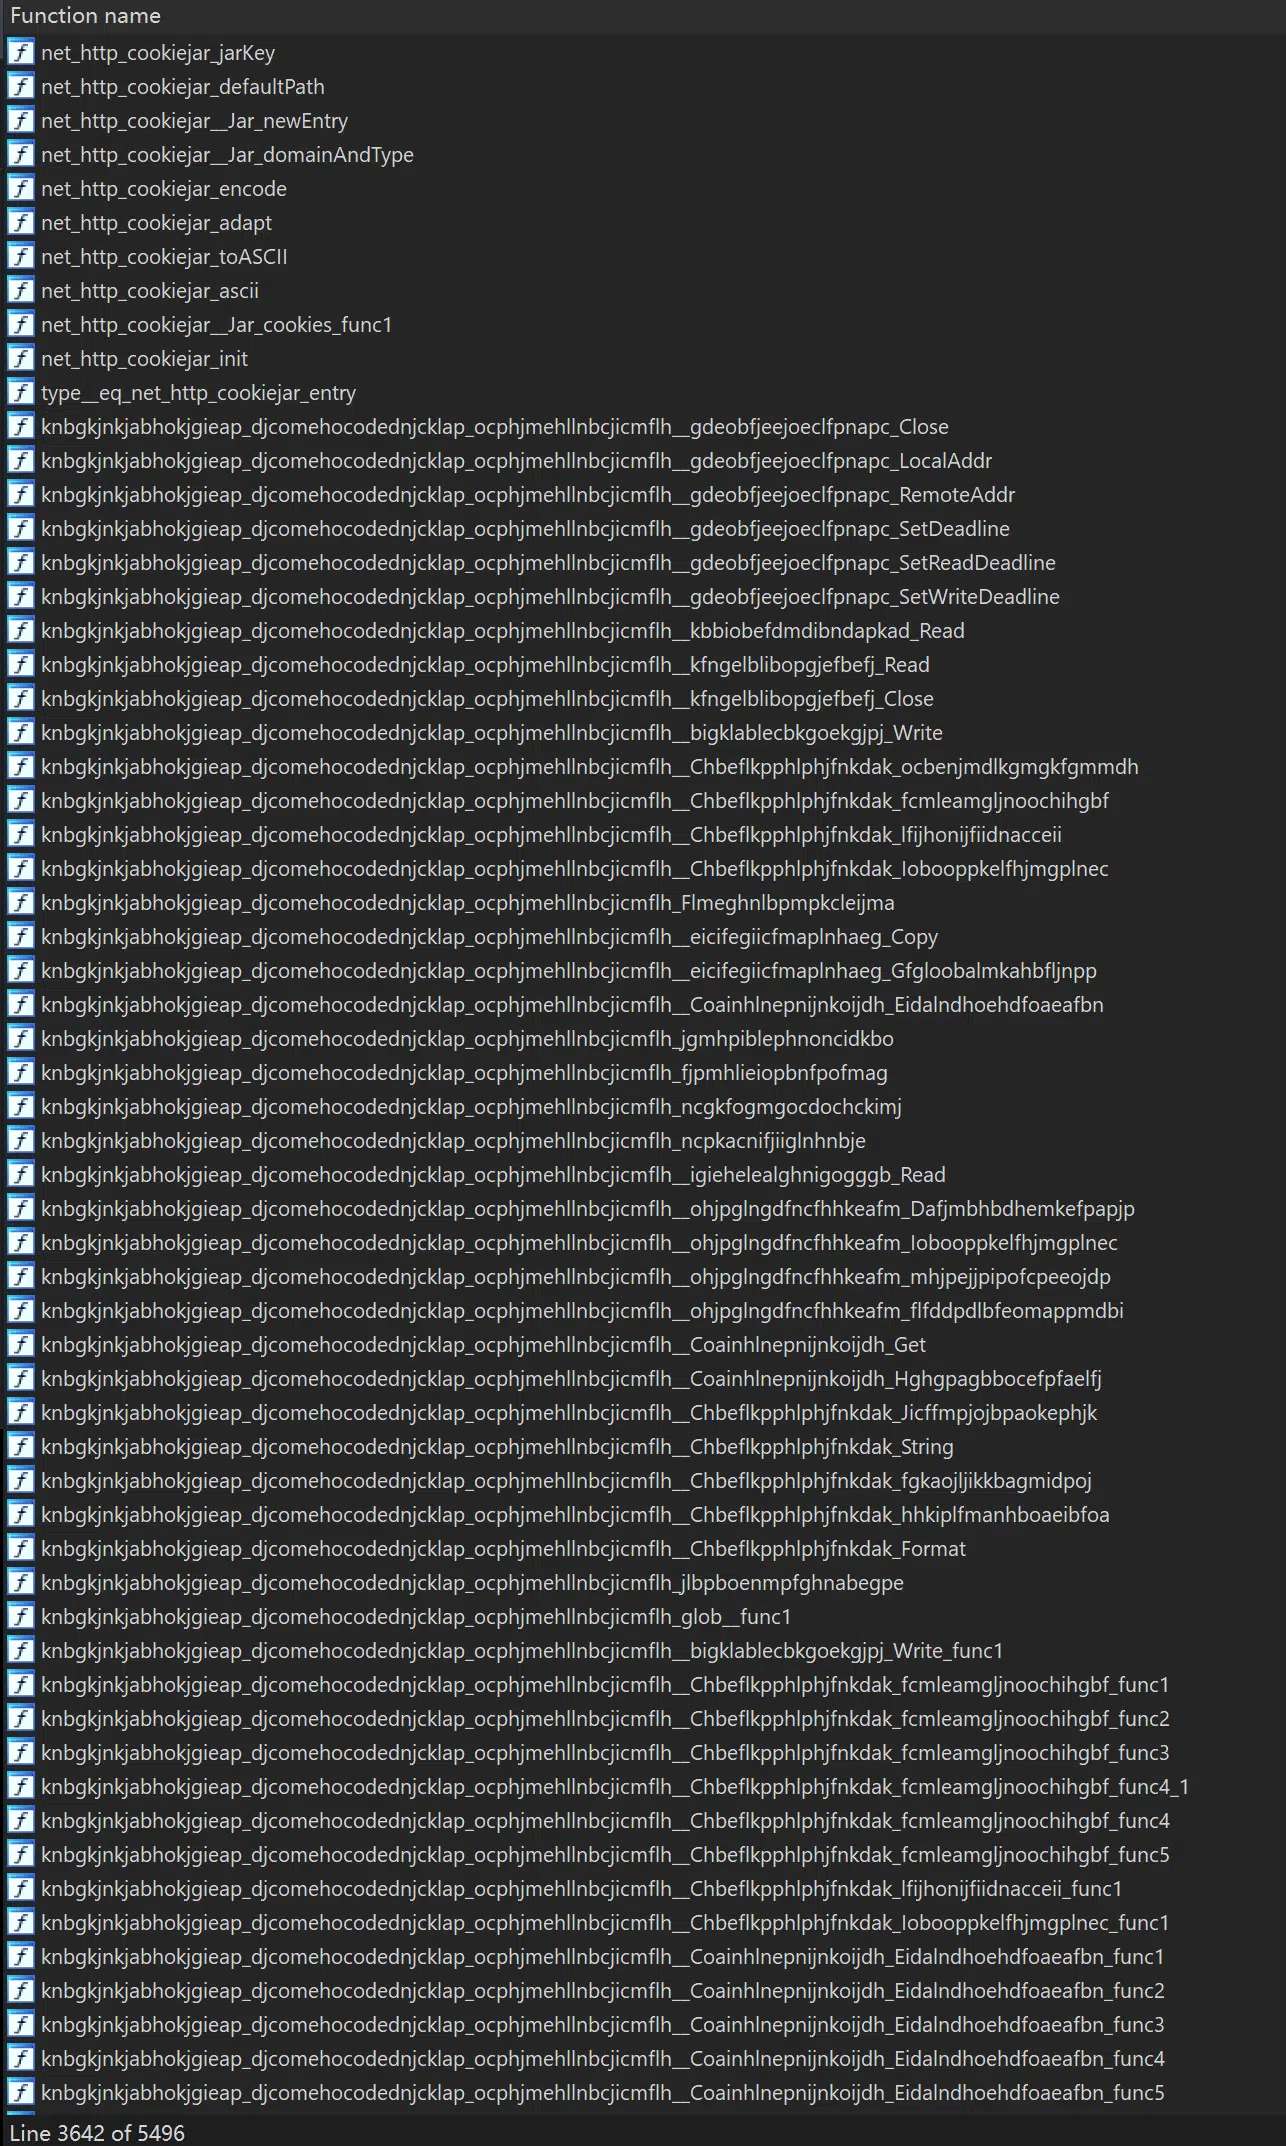 Function name
net_http_cookiejar_jarKey
net_http_cookiejar_defaultPath
net_http_cookiejar__Jar_newEntry
net_http_cookiejar__Jar_domainAndType
net_http_cookiejar_encode
net_http_cookiejar_adapt
net_http_cookiejar_toASCII
net_http_cookiejar_ascii
net_http_cookiejar__Jar_cookies_func1
net_http_cookiejar_init
type__eq_net_http_cookiejar_entry
knbgkjnkjabhokjgieap_djcomehocodednjcklap_ocphjmehllnbcjicmflh__gdeobfjeejoeclfpnapc_Close
knbgkjnkjabhokjgieap_djcomehocodednjcklap_ocphjmehllnbcjicmflh__gdeobfjeejoeclfpnapc_LocalAddr
knbgkjnkjabhokjgieap_djcomehocodednjcklap_ocphjmehllnbcjicmflh__gdeobfjeejoeclfpnapc_RemoteAddr
knbgkjnkjabhokjgieap_djcomehocodednjcklap_ocphjmehllnbcjicmflh__gdeobfjeejoeclfpnapc_SetDeadline
knbgkjnkjabhokjgieap_djcomehocodednjcklap_ocphjmehllnbcjicmflh__gdeobfjeejoeclfpnapc_SetReadDeadline
knbgkjnkjabhokjgieap_djcomehocodednjcklap_ocphjmehllnbcjicmflh__gdeobfjeejoeclfpnapc_SetWriteDeadline
knbgkjnkjabhokjgieap_djcomehocodednjcklap_ocphjmehllnbcjicmflh__kbbiobefdmdibndapkad_Read
knbgkjnkjabhokjgieap_djcomehocodednjcklap_ocphjmehllnbcjicmflh__kfngelblibopgjefbefj_Read
knbgkjnkjabhokjgieap_djcomehocodednjcklap_ocphjmehllnbcjicmflh__kfngelblibopgjefbefj_Close
knbgkjnkjabhokjgieap_djcomehocodednjcklap_ocphjmehllnbcjicmflh__bigklablecbkgoekgjpj_Write
knbgkjnkjabhokjgieap_djcomehocodednjcklap_ocphjmehllnbcjicmflh__Chbeflkpphlphjfnkdak_ocbenjmdlkgmgkfgmmdh
knbgkjnkjabhokjgieap_djcomehocodednjcklap_ocphjmehllnbcjicmflh__Chbeflkpphlphjfnkdak_fcmleamgljnoochihgbf
knbgkjnkjabhokjgieap_djcomehocodednjcklap_ocphjmehllnbcjicmflh__Chbeflkpphlphjfnkdak_lfijhonijfiidnacceii
knbgkjnkjabhokjgieap_djcomehocodednjcklap_ocphjmehllnbcjicmflh__Chbeflkpphlphjfnkdak_Iobooppkelfhjmgplnec
knbgkjnkjabhokjgieap_djcomehocodednjcklap_ocphjmehllnbcjicmflh_Flmeghnlbpmpkcleijma
knbgkjnkjabhokjgieap_djcomehocodednjcklap_ocphjmehllnbcjicmflh__eicifegiicfmaplnhaeg_Copy
knbgkjnkjabhokjgieap_djcomehocodednjcklap_ocphjmehllnbcjicmflh__eicifegiicfmaplnhaeg_Gfgloobalmkahbfljnpp
knbgkjnkjabhokjgieap_djcomehocodednjcklap_ocphjmehllnbcjicmflh__Coainhlnepnijnkoijdh_Eidalndhoehdfoaeafbn
knbgkjnkjabhokjgieap_djcomehocodednjcklap_ocphjmehllnbcjicmflh_jgmhpiblephnoncidkbo
knbgkjnkjabhokjgieap_djcomehocodednjcklap_ocphjmehllnbcjicmflh_fjpmhlieiopbnfpofmag
knbgkjnkjabhokjgieap_djcomehocodednjcklap_ocphjmehllnbcjicmflh_ncgkfogmgocdochckimj
knbgkjnkjabhokjgieap_djcomehocodednjcklap_ocphjmehllnbcjicmflh_ncpkacnifjiiglnhnbje
knbgkjnkjabhokjgieap_djcomehocodednjcklap_ocphjmehllnbcjicmflh__igiehelealghnigogggb_Read
knbgkjnkjabhokjgieap_djcomehocodednjcklap_ocphjmehllnbcjicmflh__ohjpglngdfncfhhkeafm_Dafjmbhbdhemkefpapjp
knbgkjnkjabhokjgieap_djcomehocodednjcklap_ocphjmehllnbcjicmflh__ohjpglngdfncfhhkeafm_Iobooppkelfhjmgplnec
knbgkjnkjabhokjgieap_djcomehocodednjcklap_ocphjmehllnbcjicmflh__ohjpglngdfncfhhkeafm_mhjpejjpipofcpeeojdp
knbgkjnkjabhokjgieap_djcomehocodednjcklap_ocphjmehllnbcjicmflh__ohjpglngdfncfhhkeafm_flfddpdlbfeomappmdbi
knbgkjnkjabhokjgieap_djcomehocodednjcklap_ocphjmehllnbcjicmflh__Coainhlnepnijnkoijdh_Get
knbgkjnkjabhokjgieap_djcomehocodednjcklap_ocphjmehllnbcjicmflh__Coainhlnepnijnkoijdh_Hghgpagbbocefpfaelfj
knbgkjnkjabhokjgieap_djcomehocodednjcklap_ocphjmehllnbcjicmflh__Chbeflkpphlphjfnkdak_Jicffmpjojbpaokephjk
knbgkjnkjabhokjgieap_djcomehocodednjcklap_ocphjmehllnbcjicmflh__Chbeflkpphlphjfnkdak_String
knbgkjnkjabhokjgieap_djcomehocodednjcklap_ocphjmehllnbcjicmflh__Chbeflkpphlphjfnkdak_fgkaojljikkbagmidpoj
knbgkjnkjabhokjgieap_djcomehocodednjcklap_ocphjmehllnbcjicmflh__Chbeflkpphlphjfnkdak_hhkiplfmanhboaeibfoa
knbgkjnkjabhokjgieap_djcomehocodednjcklap_ocphjmehllnbcjicmflh__Chbeflkpphlphjfnkdak_Format
knbgkjnkjabhokjgieap_djcomehocodednjcklap_ocphjmehllnbcjicmflh_jlbpboenmpfghnabegpe
knbgkjnkjabhokjgieap_djcomehocodednjcklap_ocphjmehllnbcjicmflh_glob__func1
knbgkjnkjabhokjgieap_djcomehocodednjcklap_ocphjmehllnbcjicmflh__bigklablecbkgoekgjpj_Write_func1
knbgkjnkjabhokjgieap_djcomehocodednjcklap_ocphjmehllnbcjicmflh__Chbeflkpphlphjfnkdak_fcmleamgljnoochihgbf_func1
knbgkjnkjabhokjgieap_djcomehocodednjcklap_ocphjmehllnbcjicmflh__Chbeflkpphlphjfnkdak_fcmleamgljnoochihgbf_func2
knbgkjnkjabhokjgieap_djcomehocodednjcklap_ocphjmehllnbcjicmflh__Chbeflkpphlphjfnkdak_fcmleamgljnoochihgbf_func3
knbgkjnkjabhokjgieap_djcomehocodednjcklap_ocphjmehllnbcjicmflh__Chbeflkpphlphjfnkdak_fcmleamgljnoochihgbf_func4_1
knbgkjnkjabhokjgieap_djcomehocodednjcklap_ocphjmehllnbcjicmflh__Chbeflkpphlphjfnkdak_fcmleamgljnoochihgbf_func4
knbgkjnkjabhokjgieap_djcomehocodednjcklap_ocphjmehllnbcjicmflh__Chbeflkpphlphjfnkdak_fcmleamgljnoochihgbf_func5
knbgkjnkjabhokjgieap_djcomehocodednjcklap_ocphjmehllnbcjicmflh__Chbeflkpphlphjfnkdak_lfijhonijfiidnacceii_func1
knbgkjnkjabhokjgieap_djcomehocodednjcklap_ocphjmehllnbcjicmflh__Chbeflkpphlphjfnkdak_Iobooppkelfhjmgplnec_func1
knbgkjnkjabhokjgieap_djcomehocodednjcklap_ocphjmehllnbcjicmflh__Coainhlnepnijnkoijdh_Eidalndhoehdfoaeafbn_func1
knbgkjnkjabhokjgieap_djcomehocodednjcklap_ocphjmehllnbcjicmflh__Coainhlnepnijnkoijdh_Eidalndhoehdfoaeafbn_func2
knbgkjnkjabhokjgieap_djcomehocodednjcklap_ocphjmehllnbcjicmflh__Coainhlnepnijnkoijdh_Eidalndhoehdfoaeafbn_func3
knbgkjnkjabhokjgieap_djcomehocodednjcklap_ocphjmehllnbcjicmflh__Coainhlnepnijnkoijdh_Eidalndhoehdfoaeafbn_func4
knbgkjnkjabhokjgieap_djcomehocodednjcklap_ocphjmehllnbcjicmflh__Coainhlnepnijnkoijdh_Eidalndhoehdfoaeafbn_func5
Line 3642 of 5496